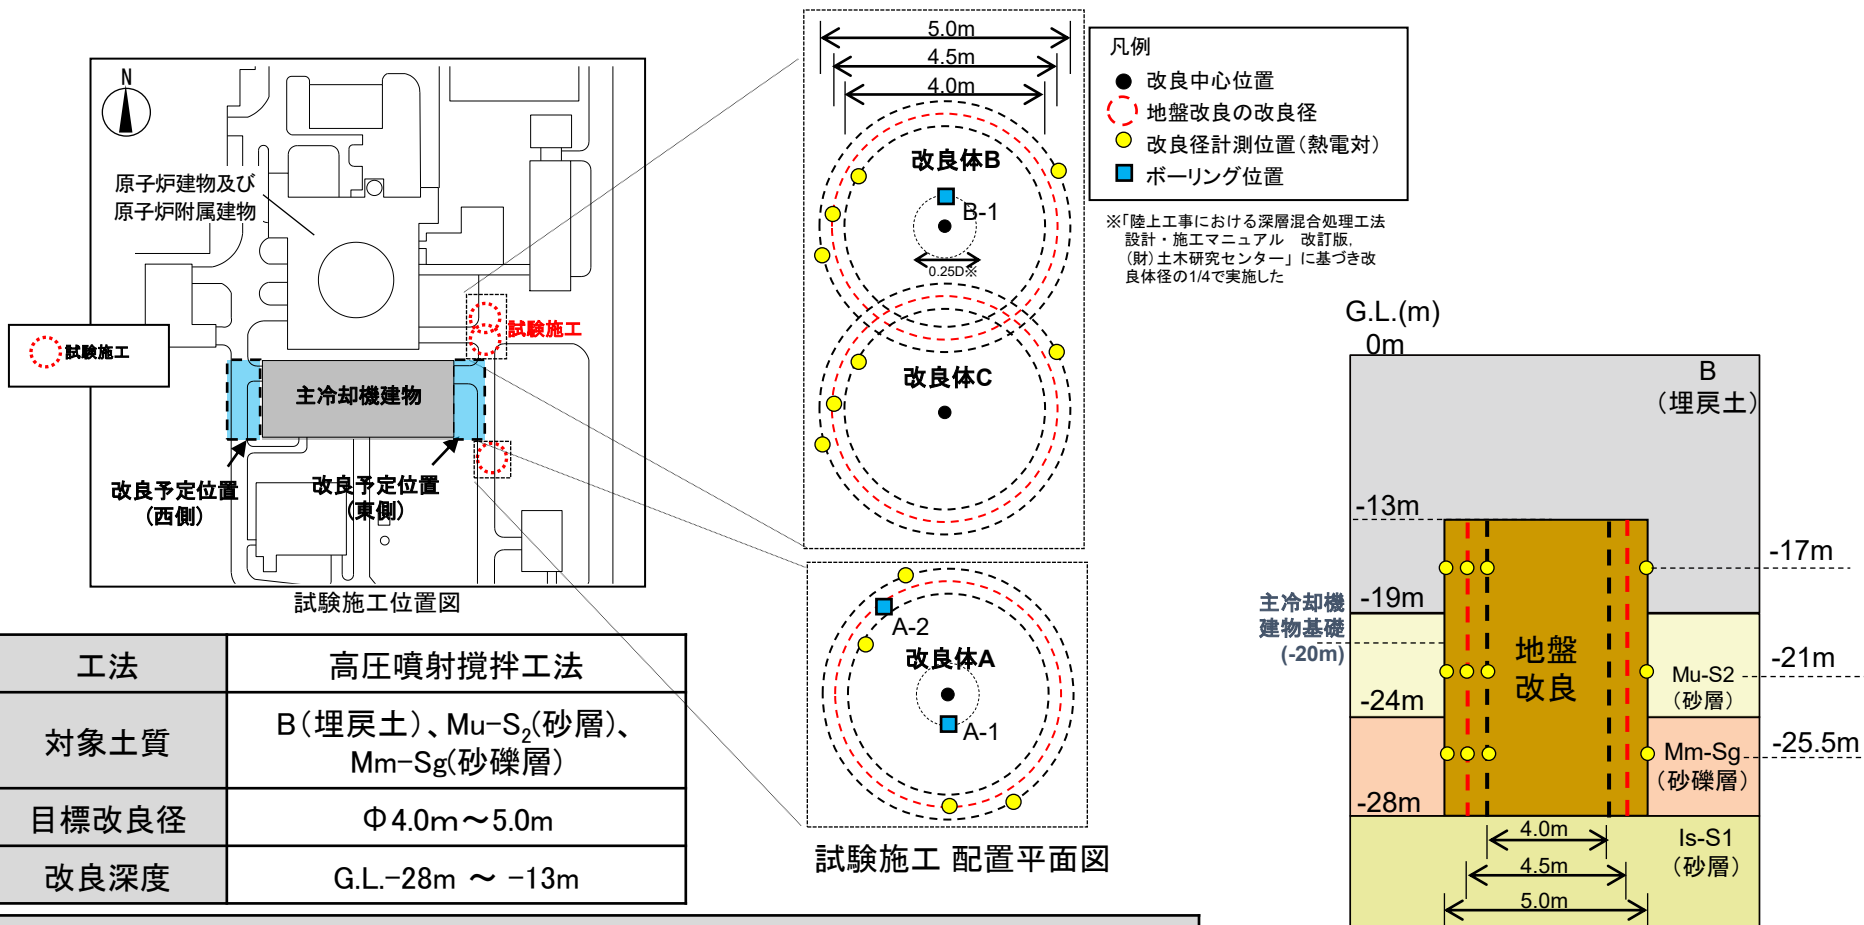 N
原子炉建物及び
原子炉附属建物
試験施工
試験施工
主冷却機建物
改良予定位置
(西側)
改良予定位置
(東側)
試験施工位置図
5.0m
4.5m
4.0m
改良体B
B-1
0.25D※
改良体C
A-2
改良体A
A-1
試験施工 配置平面図
凡例
改良中心位置
地盤改良の改良径
改良径計測位置(熱電対)
ボーリング位置
※「陸上工事における深層混合処理工法
設計・施工マニュアル 改訂版,
(財)土木研究センター」に基づき改
良体径の1/4で実施した
G.L.(m)
0m
B
(埋戻土)
-13m
-17m
-19m
主冷却機
建物基礎
(-20m)
地盤
改良
-21m
Mu-S2
(砂層)
-24m
-25.5m
Mm-Sg
(砂礫層)
-28m
Is-S1
(砂層)
4.0m
4.5m
5.0m
工法 高圧噴射撹拌工法
対象土質 B(埋戻土)、Mu-S₂(砂層)、
Mm-Sg(砂礫層)
目標改良径 Φ4.0m~5.0m
改良深度 G.L.-28m ~ -13m